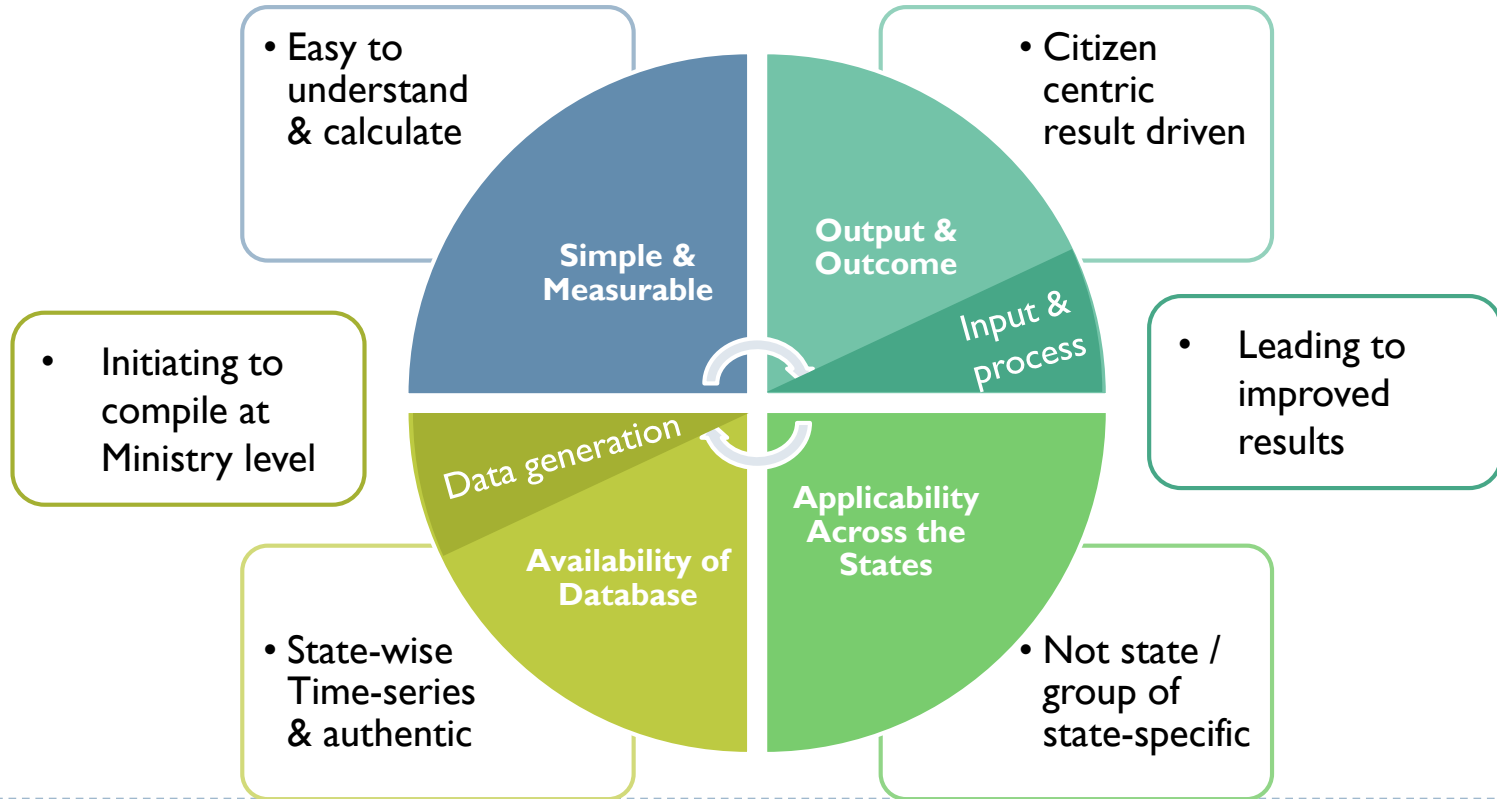 • Easy to
understand
& calculate
• Citizen
centric
result driven
Simple &
Measurable
Output &
Outcome
Input &
process
• Initiating to
compile at
Ministry level
• Leading to
improved
results
Data generation
Availability of
Database
Applicability
Across the
States
• State-wise
Time-series
& authentic
• Not state /
group of
state-specific